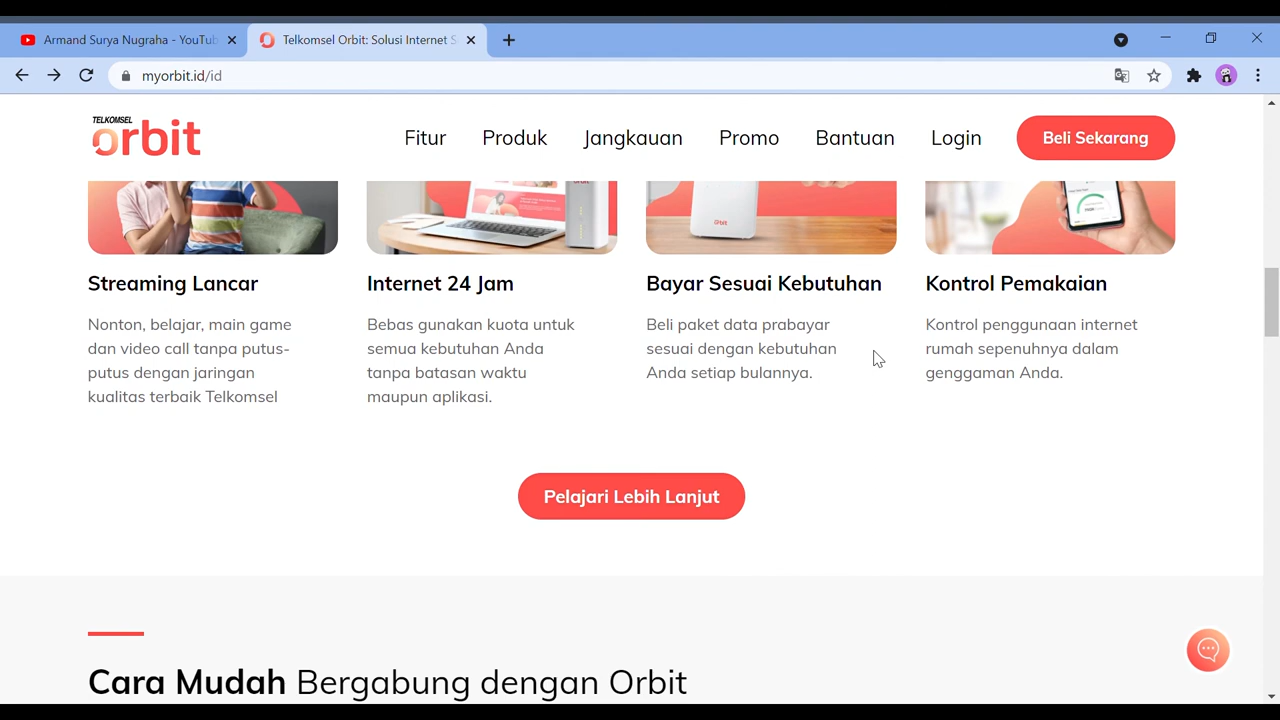 Armand Surya Nugraha - YouTub
Telkomsel Orbit: Solusi Internet S
myorbit.id/id
TELKOMSEL
orbit
Fitur
Produk
Jangkauan
Promo
Bantuan
Login
Beli Sekarang
Streaming Lancar
Nonton, belajar, main game
dan video call tanpa putus-
putus dengan jaringan
kualitas terbaik Telkomsel
Internet 24 Jam
Bebas gunakan kuota untuk
semua kebutuhan Anda
tanpa batasan waktu
maupun aplikasi.
Bayar Sesuai Kebutuhan
Beli paket data prabayar
sesuai dengan kebutuhan
Anda setiap bulannya.
Kontrol Pemakaian
Kontrol penggunaan internet
rumah sepenuhnya dalam
genggaman Anda.
Pelajari Lebih Lanjut
Cara Mudah Bergabung dengan Orbit